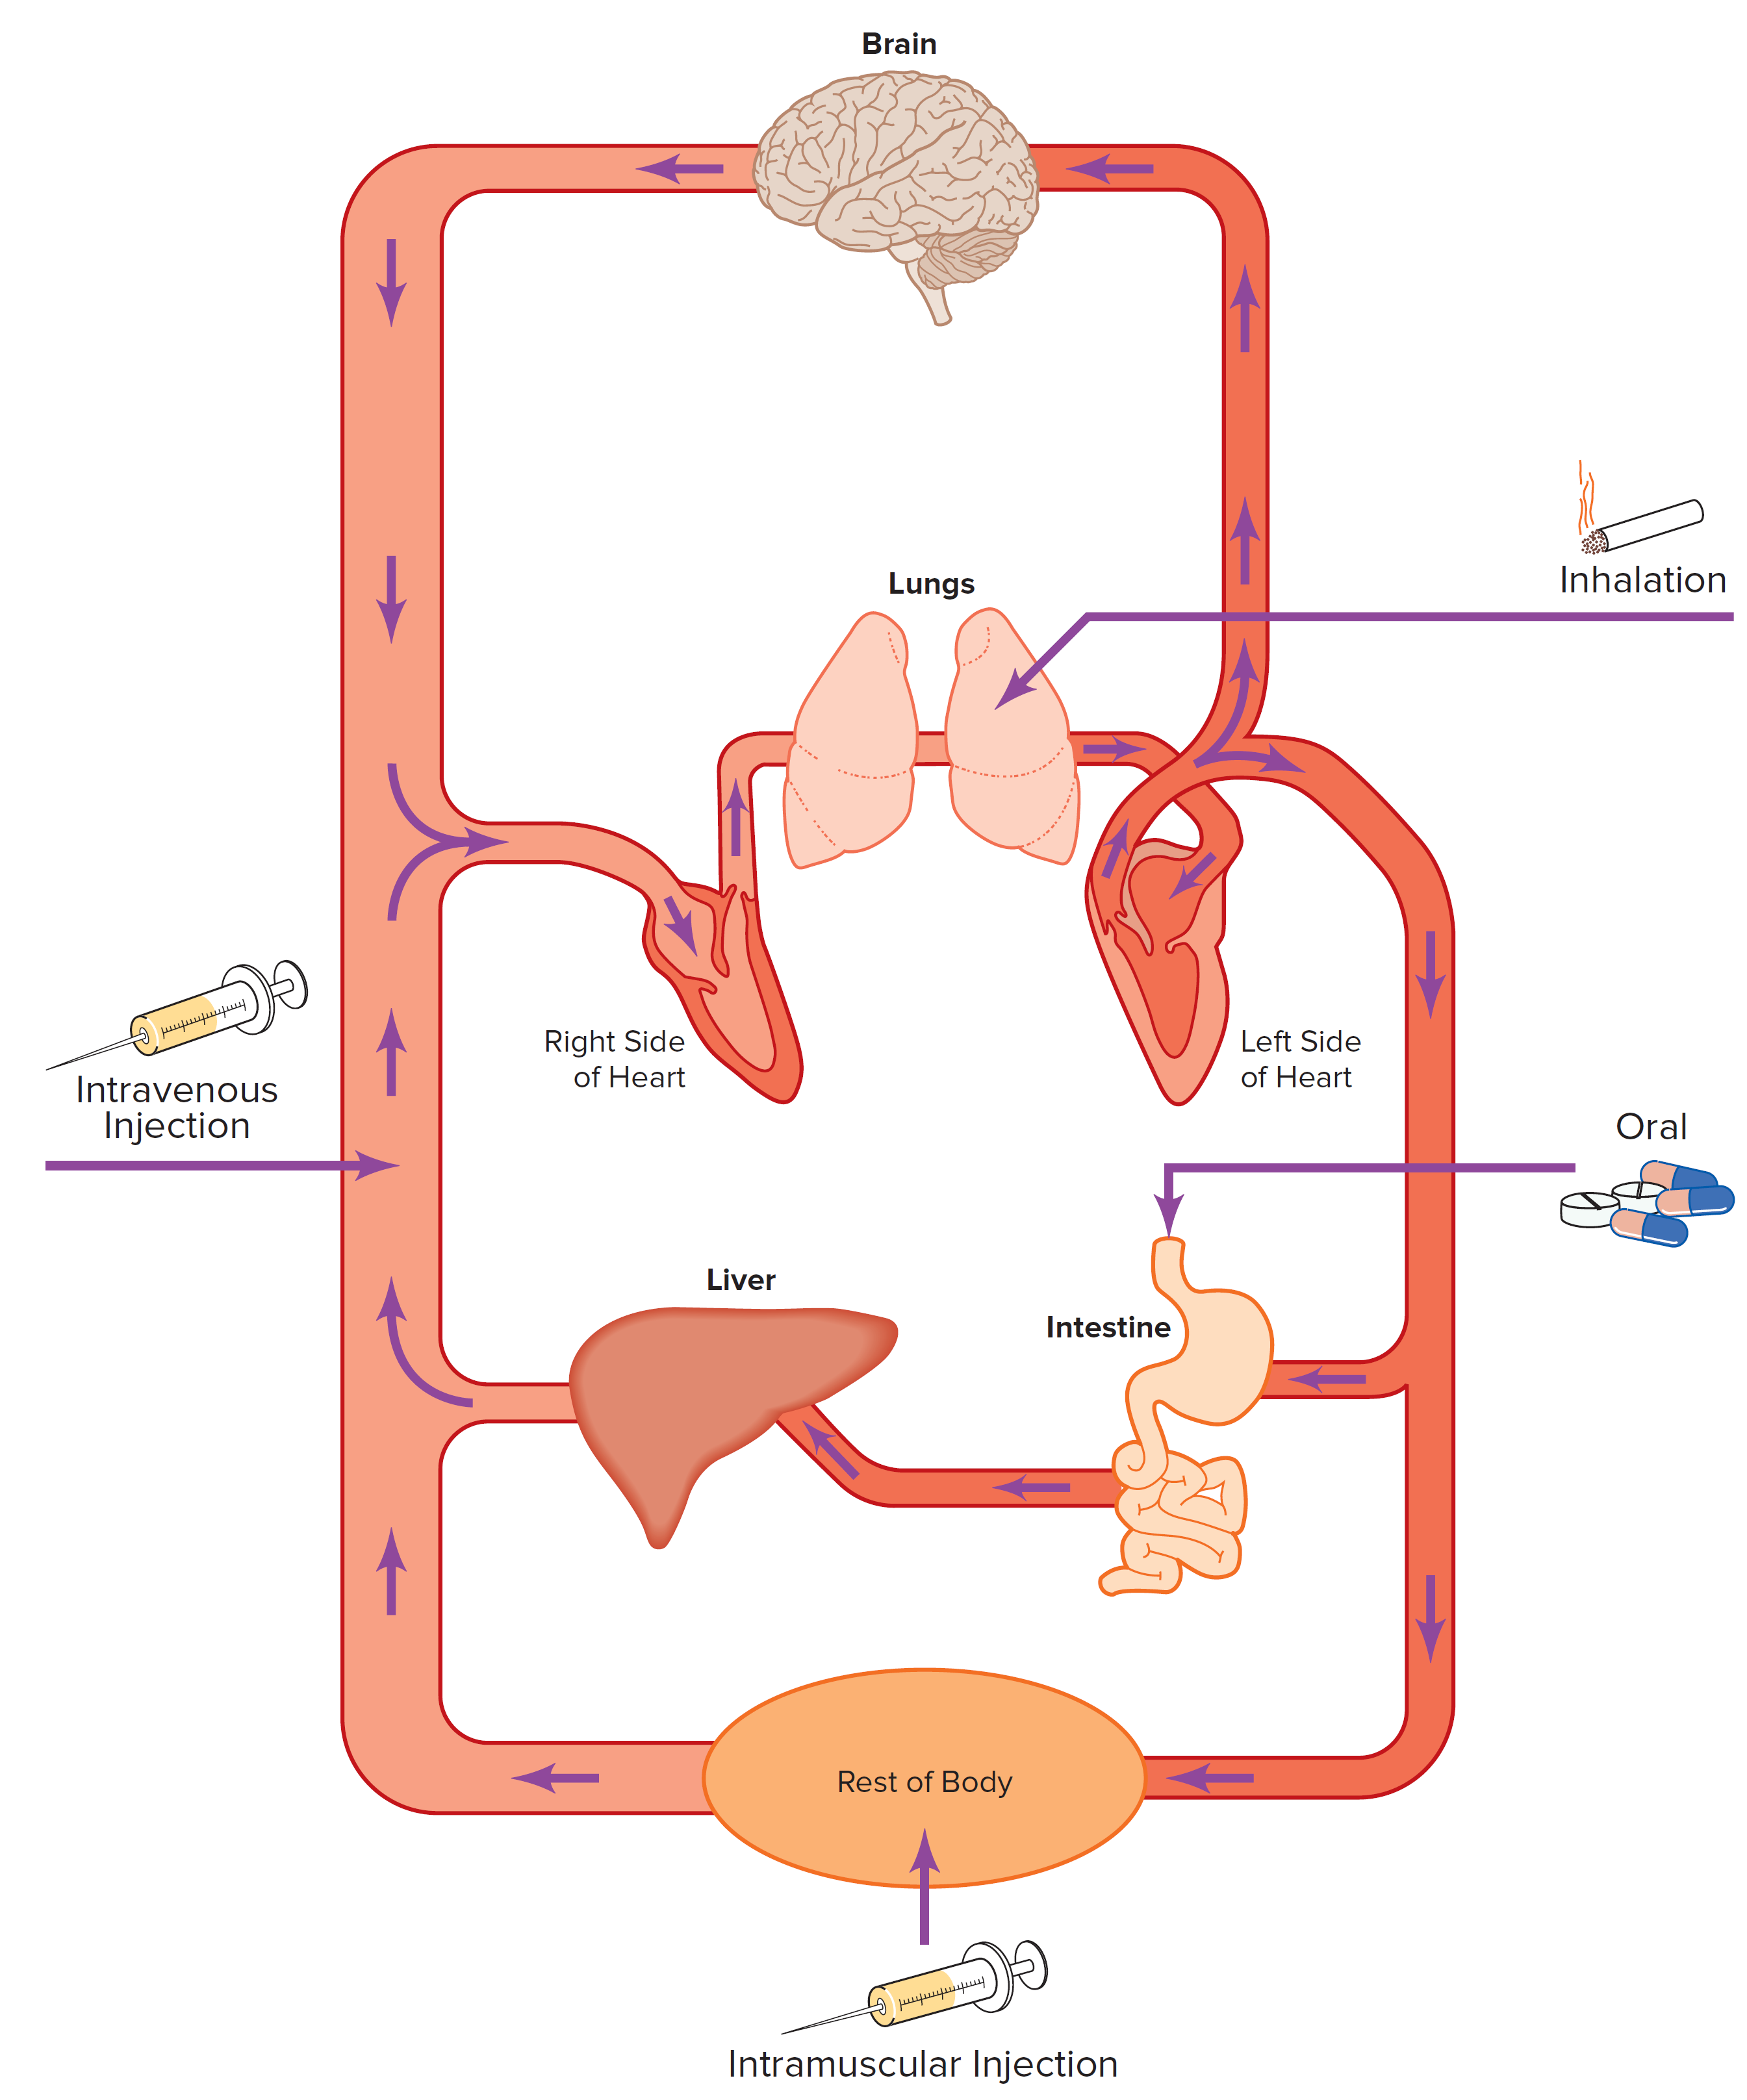 Brain
Inhalation
Lungs
Right Side
of Heart
Left Side
of Heart
Intravenous
Injection
Oral
Liver
Intestine
Rest of Body
Intramuscular Injection